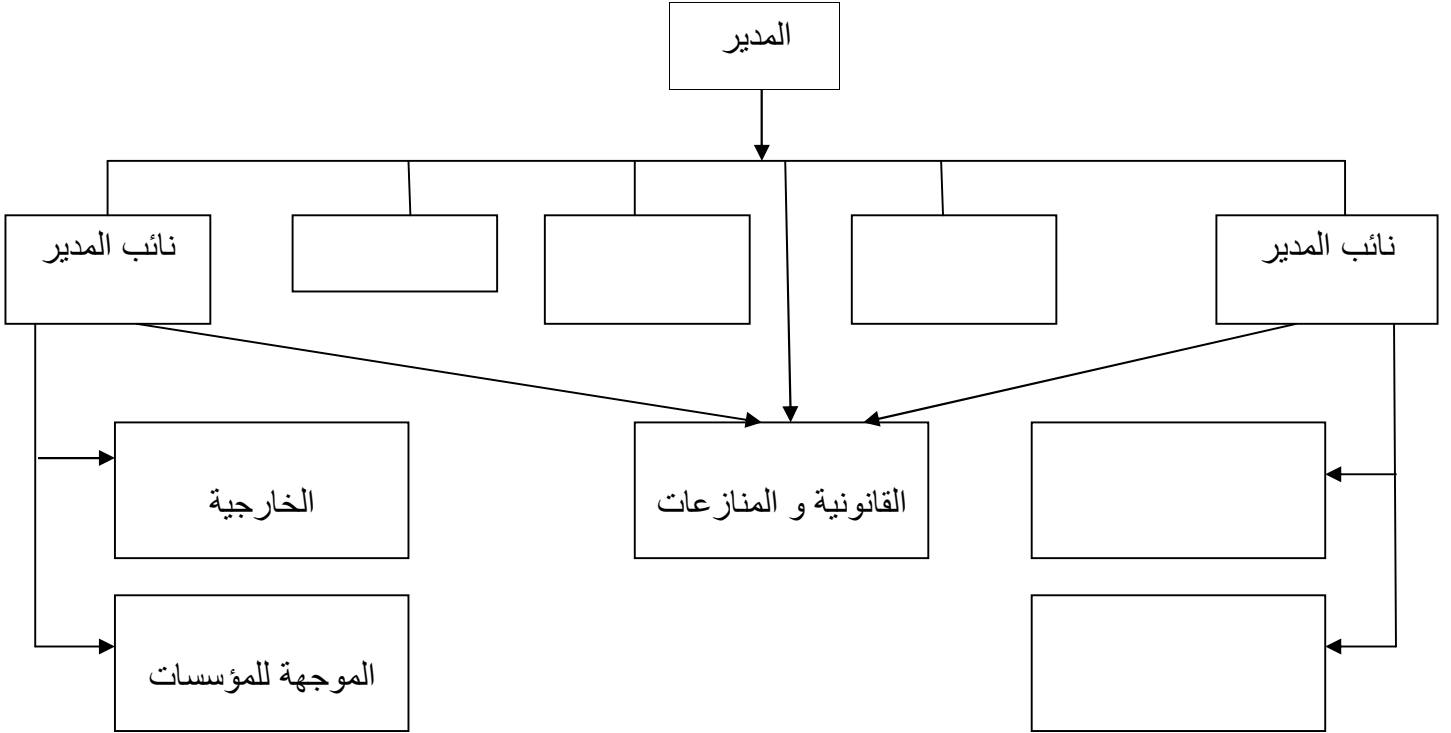 المدير
نائب المدير
نائب المدير
القانونية و المنازعات
الخارجية
الموجهة للمؤسسات